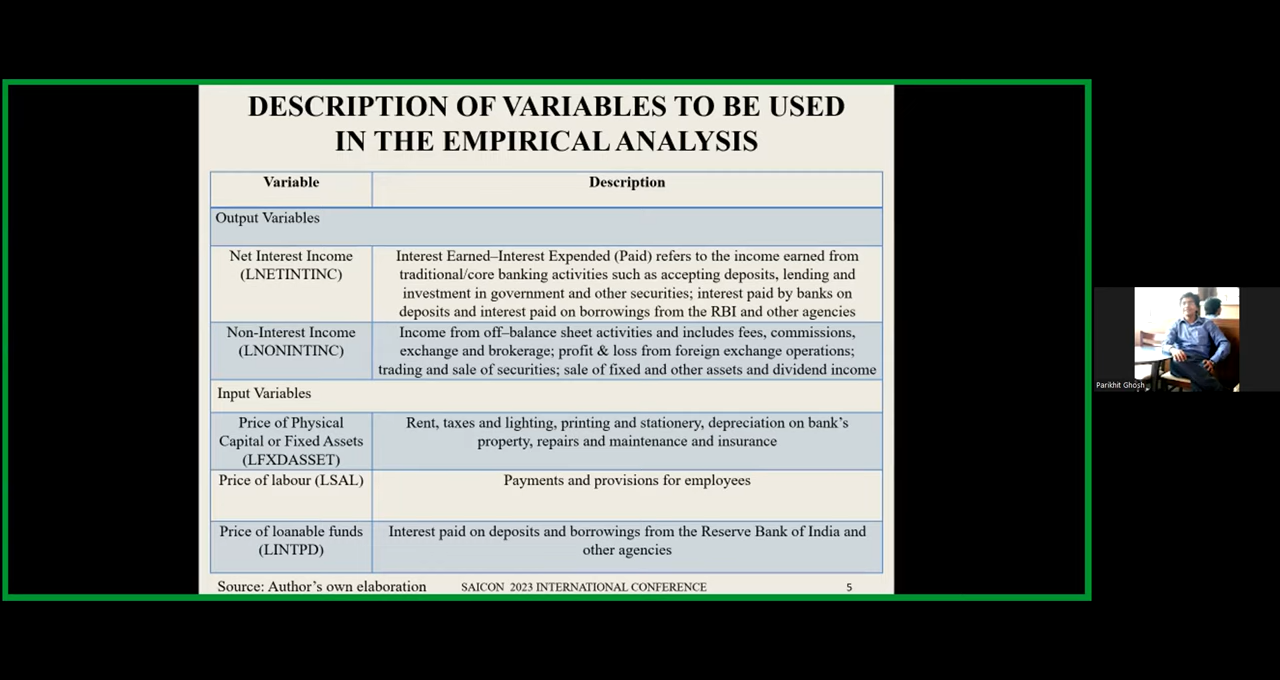 DESCRIPTION OF VARIABLES TO BE USED
IN THE EMPIRICAL ANALYSIS
Variable
Description
Output Variables
Net Interest Income
(LNETINTINC)
Interest Earned–Interest Expended (Paid) refers to the income earned from
traditional/core banking activities such as accepting deposits, lending and
investment in government and other securities; interest paid by banks on
deposits and interest paid on borrowings from the RBI and other agencies
Non-Interest Income
(LNONINTINC)
Income from off–balance sheet activities and includes fees, commissions,
exchange and brokerage; profit & loss from foreign exchange operations;
trading and sale of securities; sale of fixed and other assets and dividend income
Input Variables
Price of Physical
Capital or Fixed Assets
(LFXDASSET)
Rent, taxes and lighting, printing and stationery, depreciation on bank's
property, repairs and maintenance and insurance
Price of labour (LSAL)
Payments and provisions for employees
Price of loanable funds
(LINTPD)
Interest paid on deposits and borrowings from the Reserve Bank of India and
other agencies
Source: Author's own elaboration
SAICON 2023 INTERNATIONAL CONFERENCE
5
Parikhit Ghosh